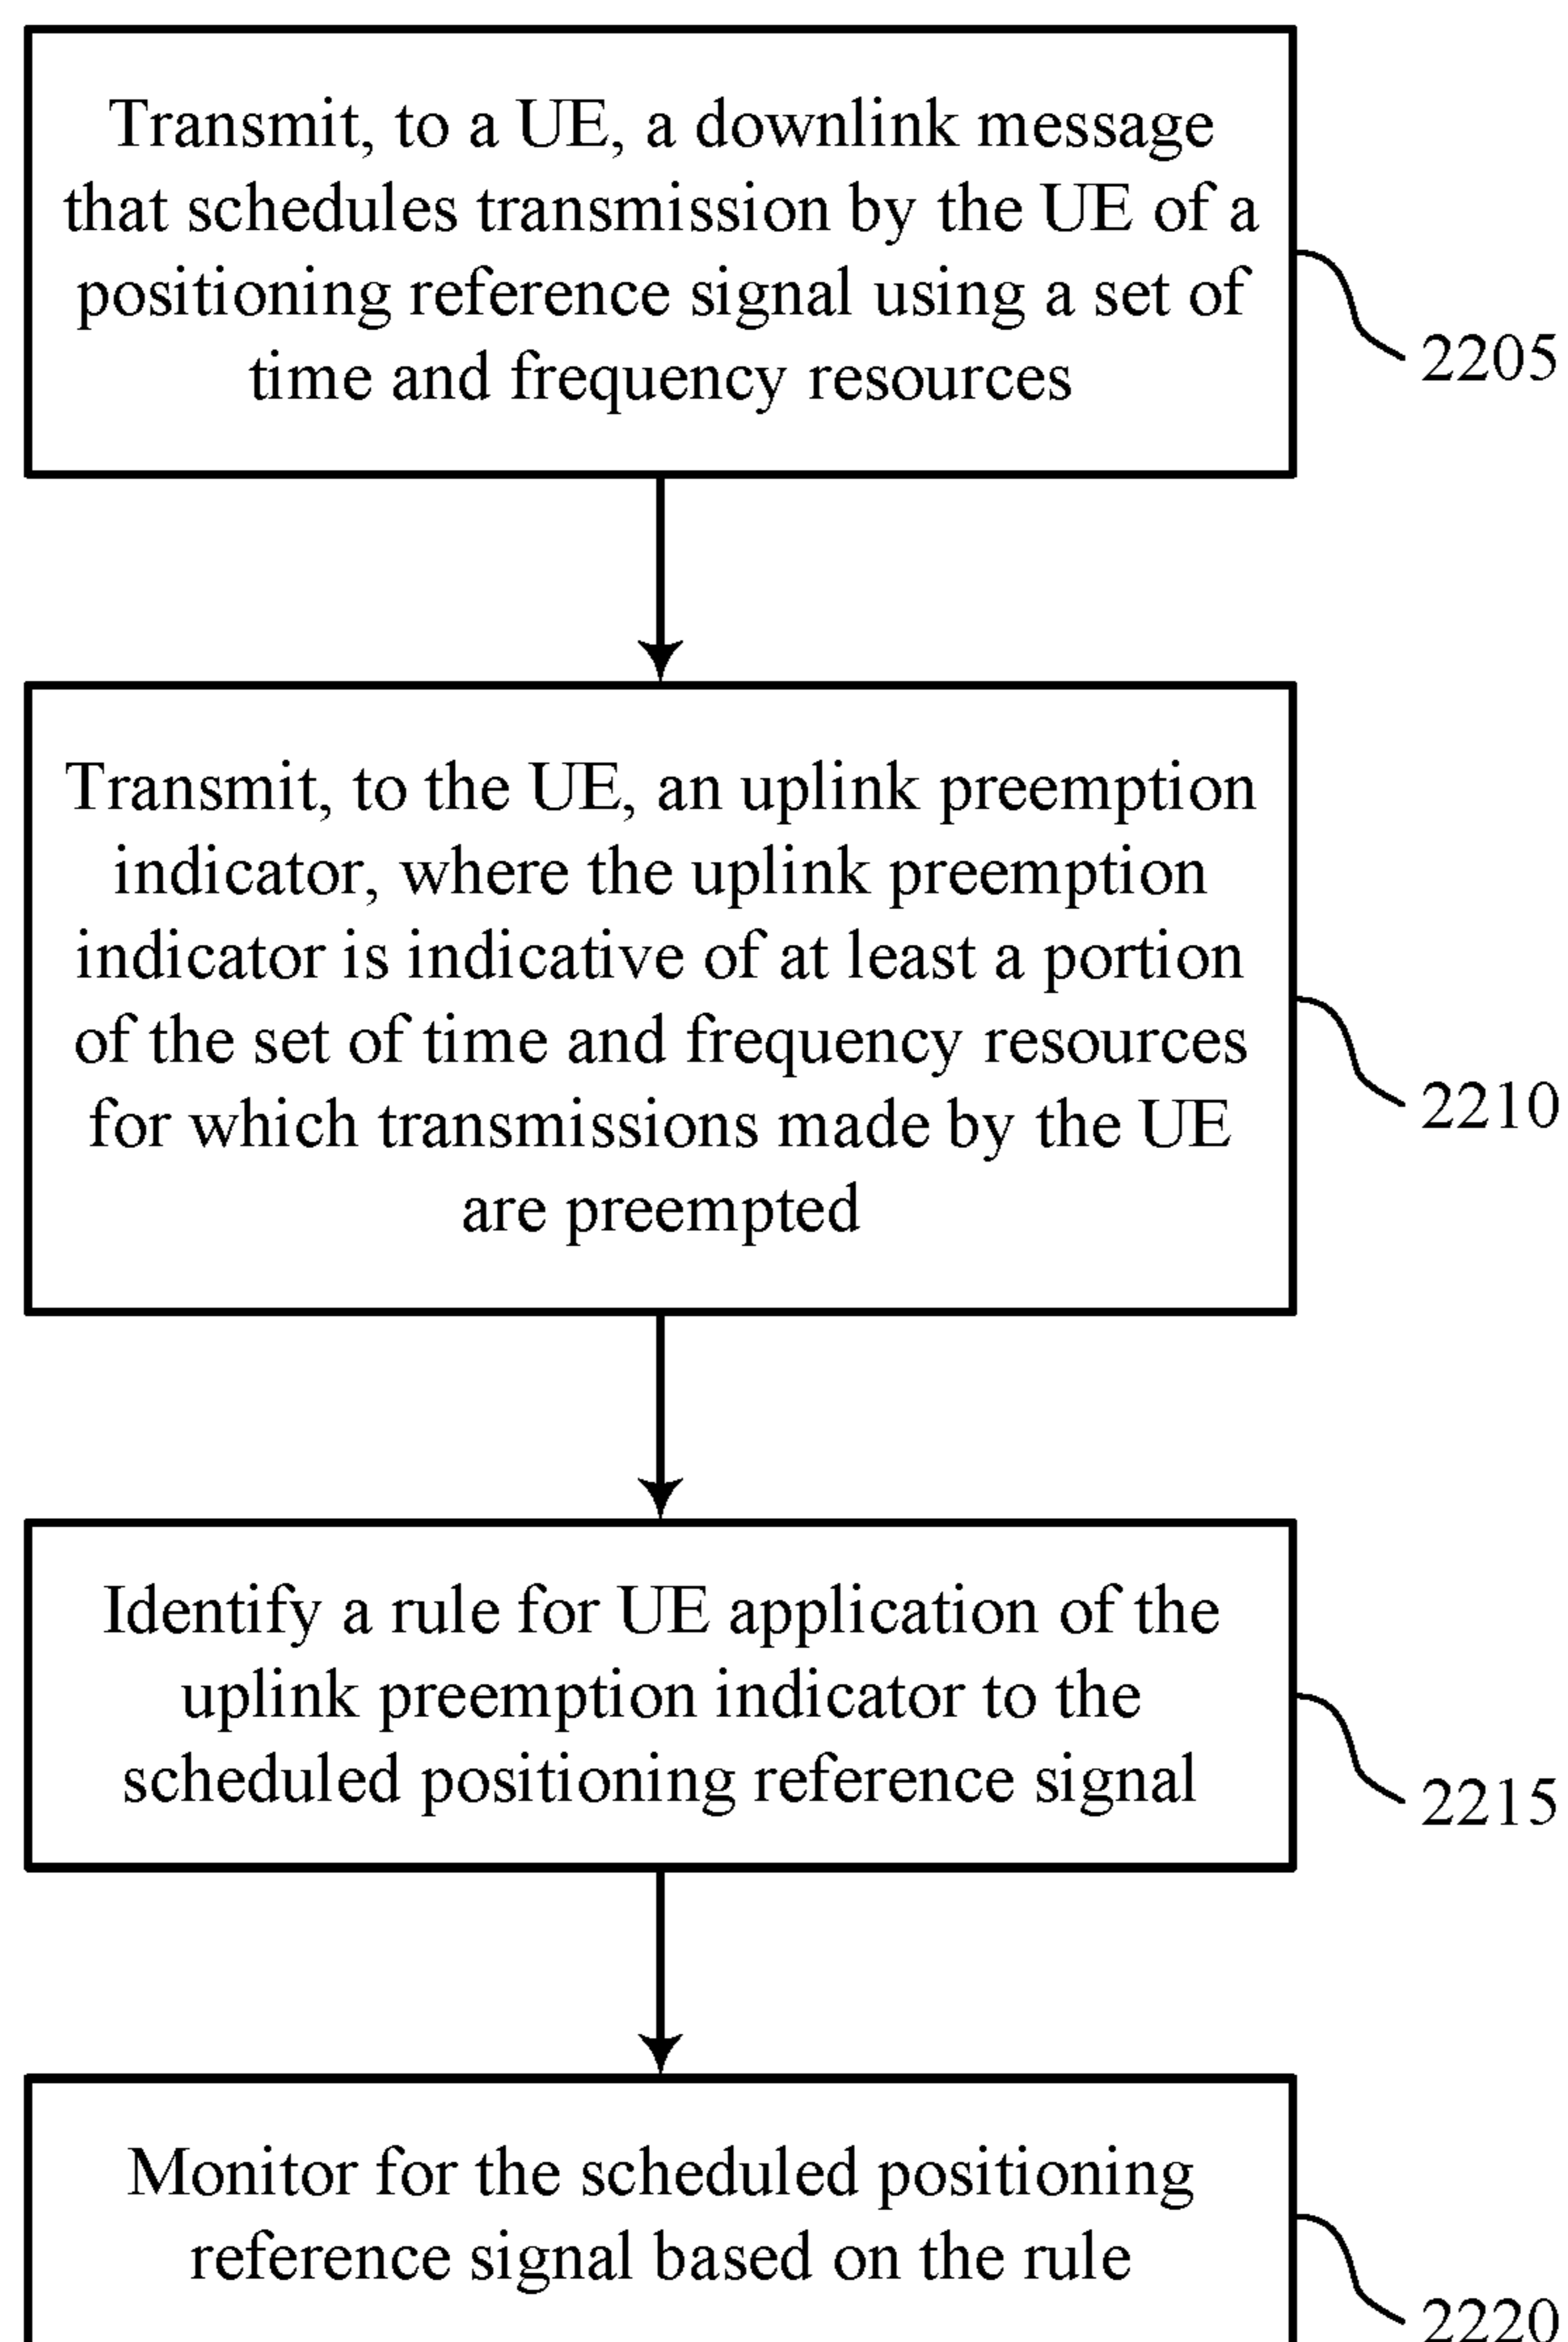 Transmit, to a UE, a downlink message
that schedules transmission by the UE of a
positioning reference signal using a set of
time and frequency resources
2205
Transmit, to the UE, an uplink preemption
indicator, where the uplink preemption
indicator is indicative of at least a portion
of the set of time and frequency resources
for which transmissions made by the UE
are preempted
2210
Identify a rule for UE application of the
uplink preemption indicator to the
scheduled positioning reference signal
2215
Monitor for the scheduled positioning
reference signal based on the rule
2220